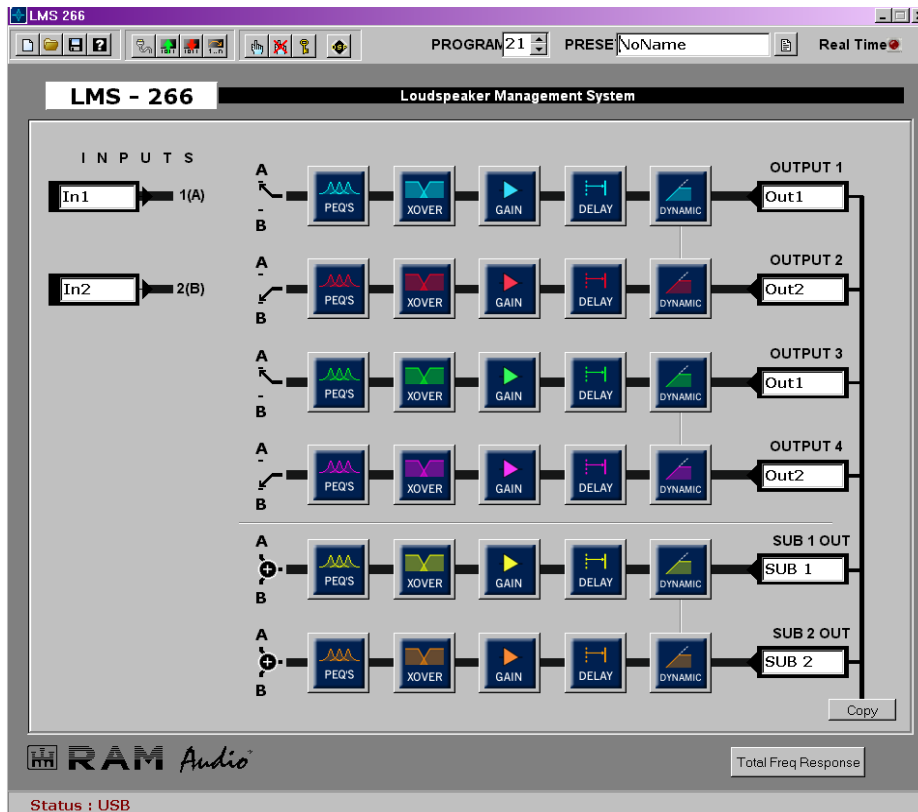 LMS 266
PROGRAM 21 PRESE NoName Real Time
LMS - 266 Loudspeaker Management System
I N P U T S
In1 1(A)
In2 2(B)
A
B
PEQ'S XOVER GAIN DELAY DYNAMIC
OUTPUT 1
Out1
A
B
PEQ'S XOVER GAIN DELAY DYNAMIC
OUTPUT 2
Out2
A
B
PEQ'S XOVER GAIN DELAY DYNAMIC
OUTPUT 3
Out1
A
B
PEQ'S XOVER GAIN DELAY DYNAMIC
OUTPUT 4
Out2
A
B
PEQ'S XOVER GAIN DELAY DYNAMIC
SUB 1 OUT
SUB 1
A
B
PEQ'S XOVER GAIN DELAY DYNAMIC
SUB 2 OUT
SUB 2
Copy
RAM Audio
Total Freq Response
Status : USB